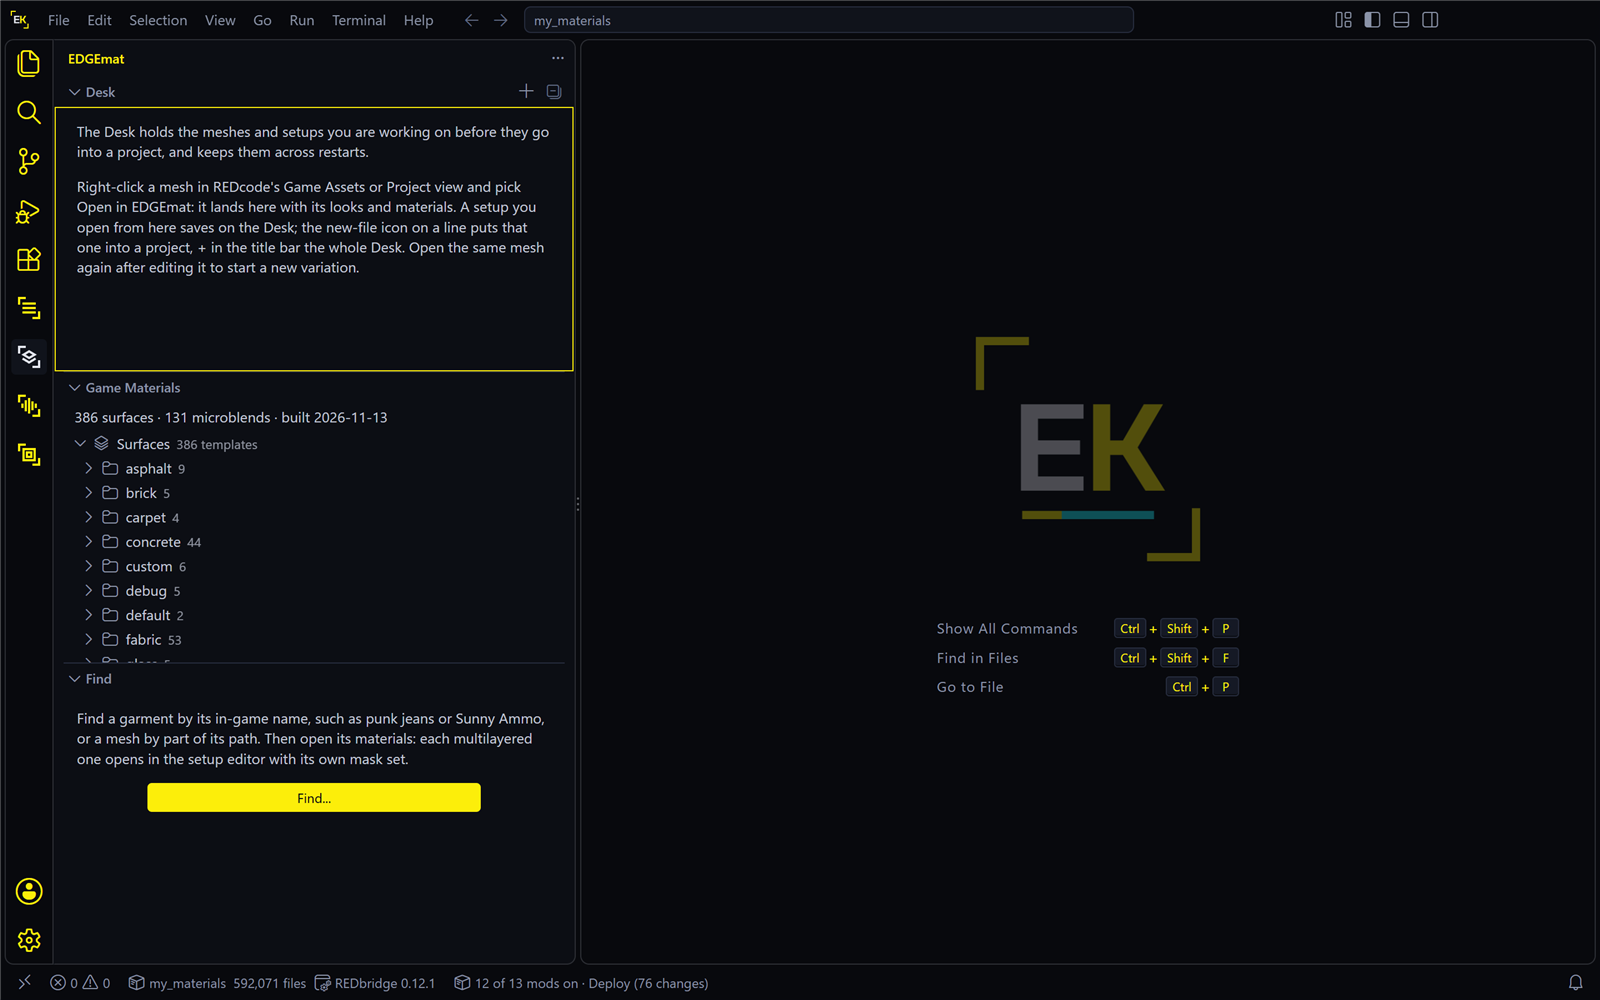 EK File Edit Selection View Go Run Terminal Help my_materials
EDGEmat
Desk
The Desk holds the meshes and setups you are working on before they go
into a project, and keeps them across restarts.
Right-click a mesh in REDcode's Game Assets or Project view and pick
Open in EDGEmat: it lands here with its looks and materials. A setup you
open from here saves on the Desk; the new-file icon on a line puts that
one into a project, + in the title bar the whole Desk. Open the same mesh
again after editing it to start a new variation.
Game Materials
386 surfaces · 131 microblends · built 2026-11-13
Surfaces 386 templates
asphalt 9
brick 5
carpet 4
concrete 44
custom 6
debug 5
default 2
fabric 53
Find
Find a garment by its in-game name, such as punk jeans or Sunny Ammo,
or a mesh by part of its path. Then open its materials: each multilayered
one opens in the setup editor with its own mask set.
Find...
EK
Show All Commands Ctrl + Shift + P
Find in Files Ctrl + Shift + F
Go to File Ctrl + P
0 0 my_materials 592,071 files REDbridge 0.12.1 12 of 13 mods on · Deploy (76 changes)